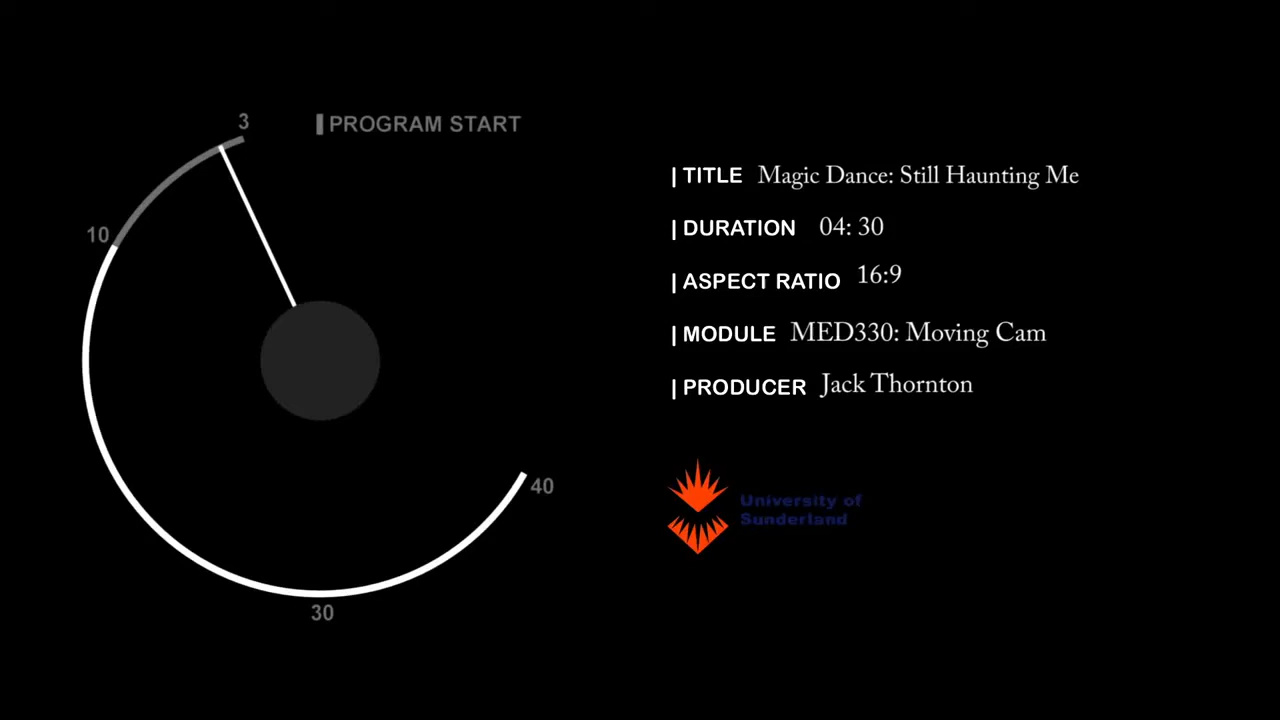 3
PROGRAM START
10
30
40
| TITLE Magic Dance: Still Haunting Me
| DURATION 04: 30
| ASPECT RATIO 16:9
| MODULE MED330: Moving Cam
| PRODUCER Jack Thornton
University of
Sunderland